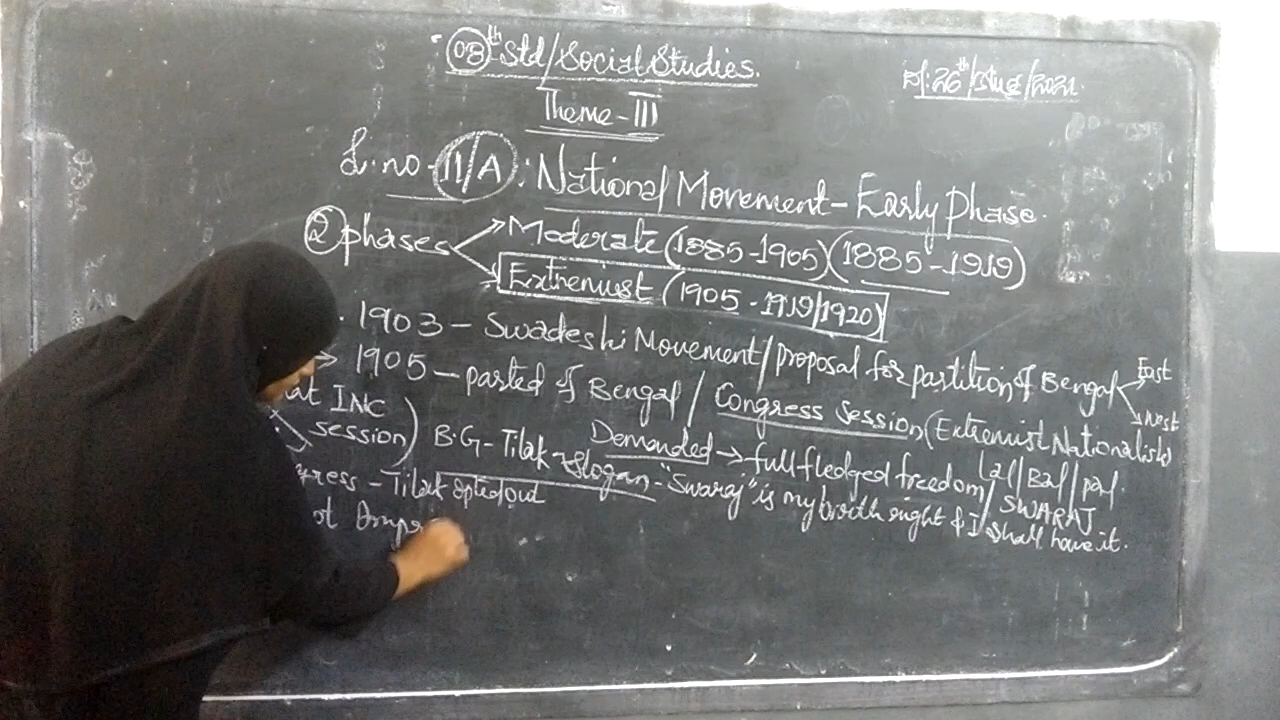 08th Std/Social Studies.
Dt: 26th/Aug/2021
Theme-III
L.no-11/A: National Movement-Early Phase.
2 phases
Moderate (1885-1905) (1885-1919)
Extremist (1905-1919/1920)
1903 - Swadeshi Movement/proposal for partition of Bengal
East
West
→ 1905 - parted of Bengal / Congress Session (Extremist Nationalists)
Lal/Bal/pal.
at INC
session)
Demanded → full fledged freedom/SWARAJ
B.G-Tilak → Slogan - "Swaraj" is my birth right & I shall have it.
ress - Tilak opted out
ot